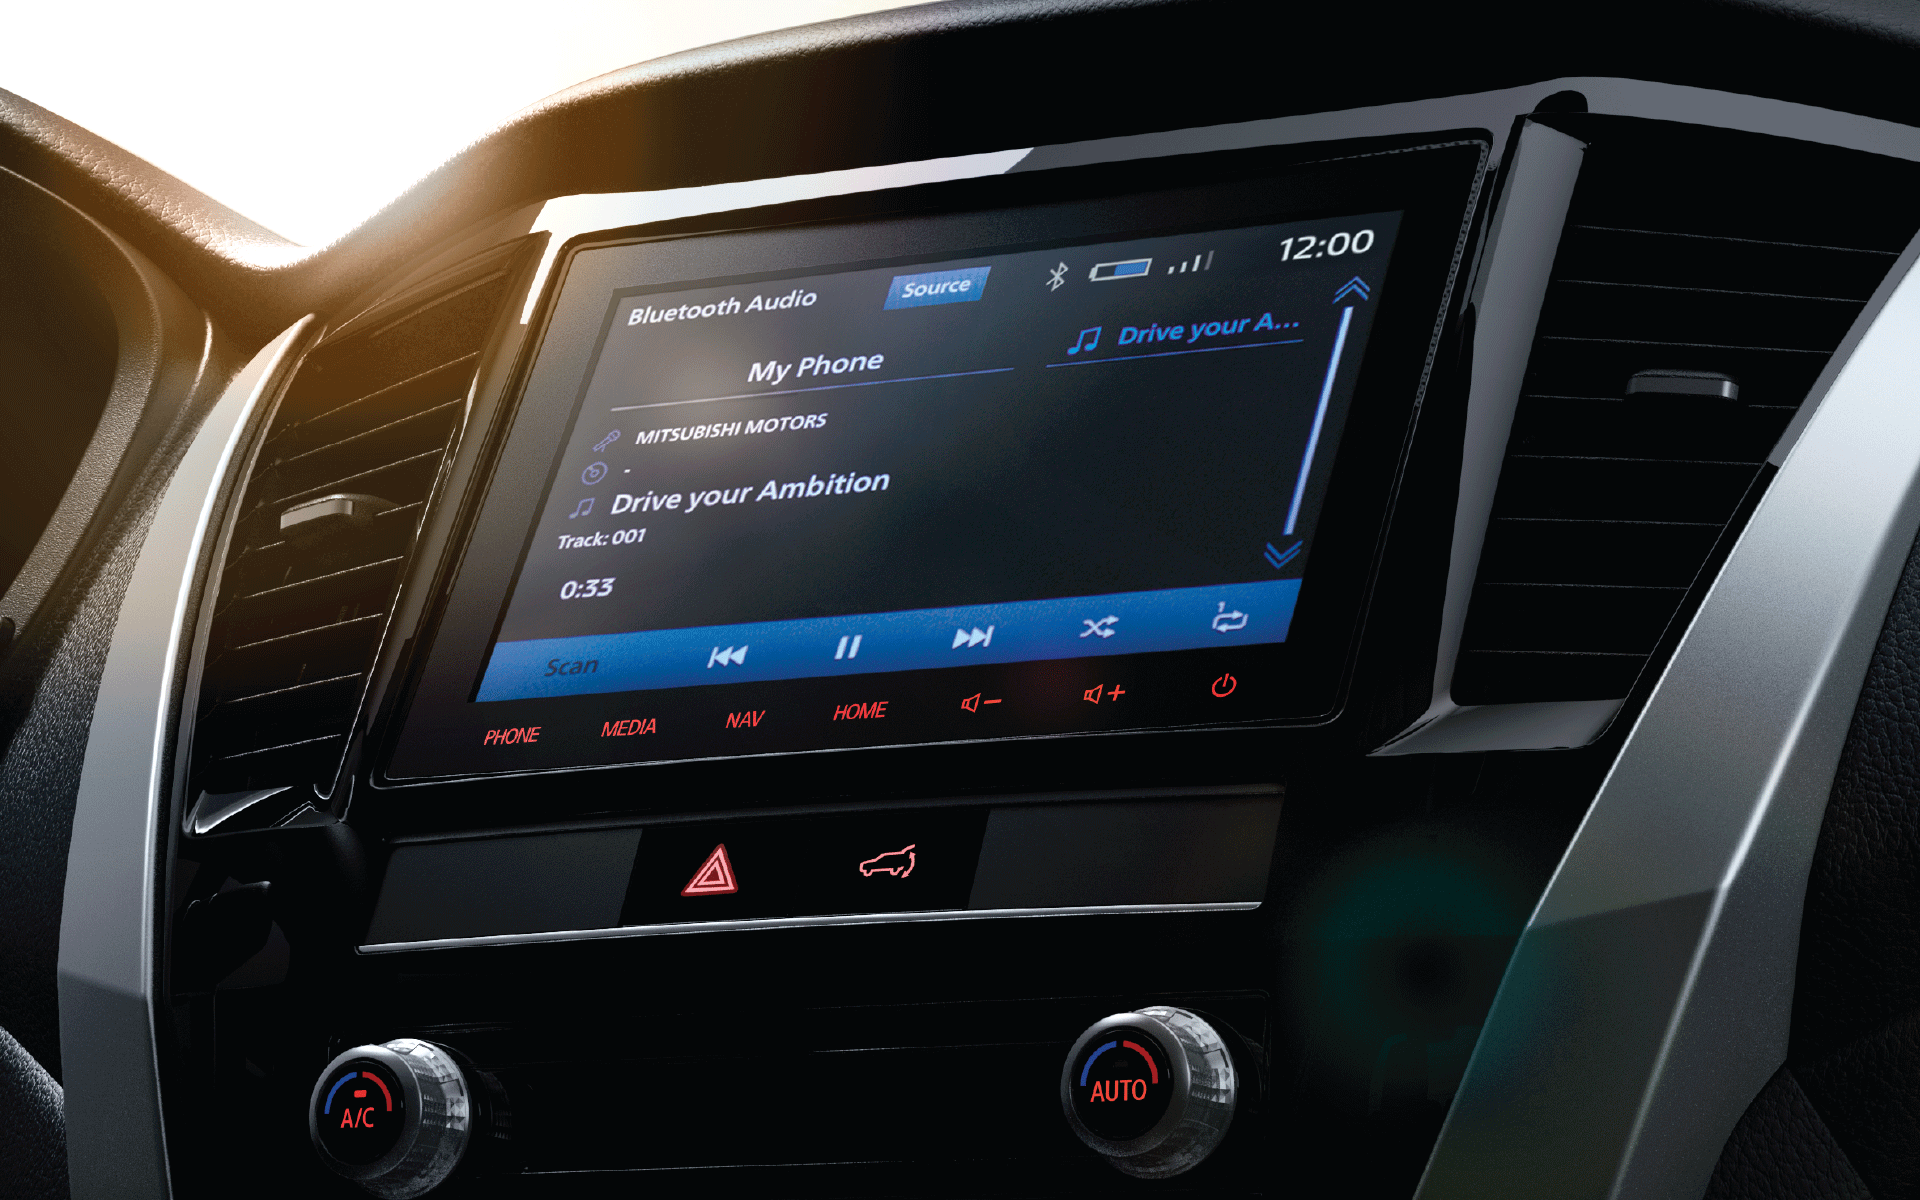 12:00
Bluetooth Audio
Source
Drive your A...
My Phone
MITSUBISHI MOTORS
-
Drive your Ambition
Track: 001
0:33
Scan
1
PHONE
MEDIA
NAV
HOME
A/C
AUTO